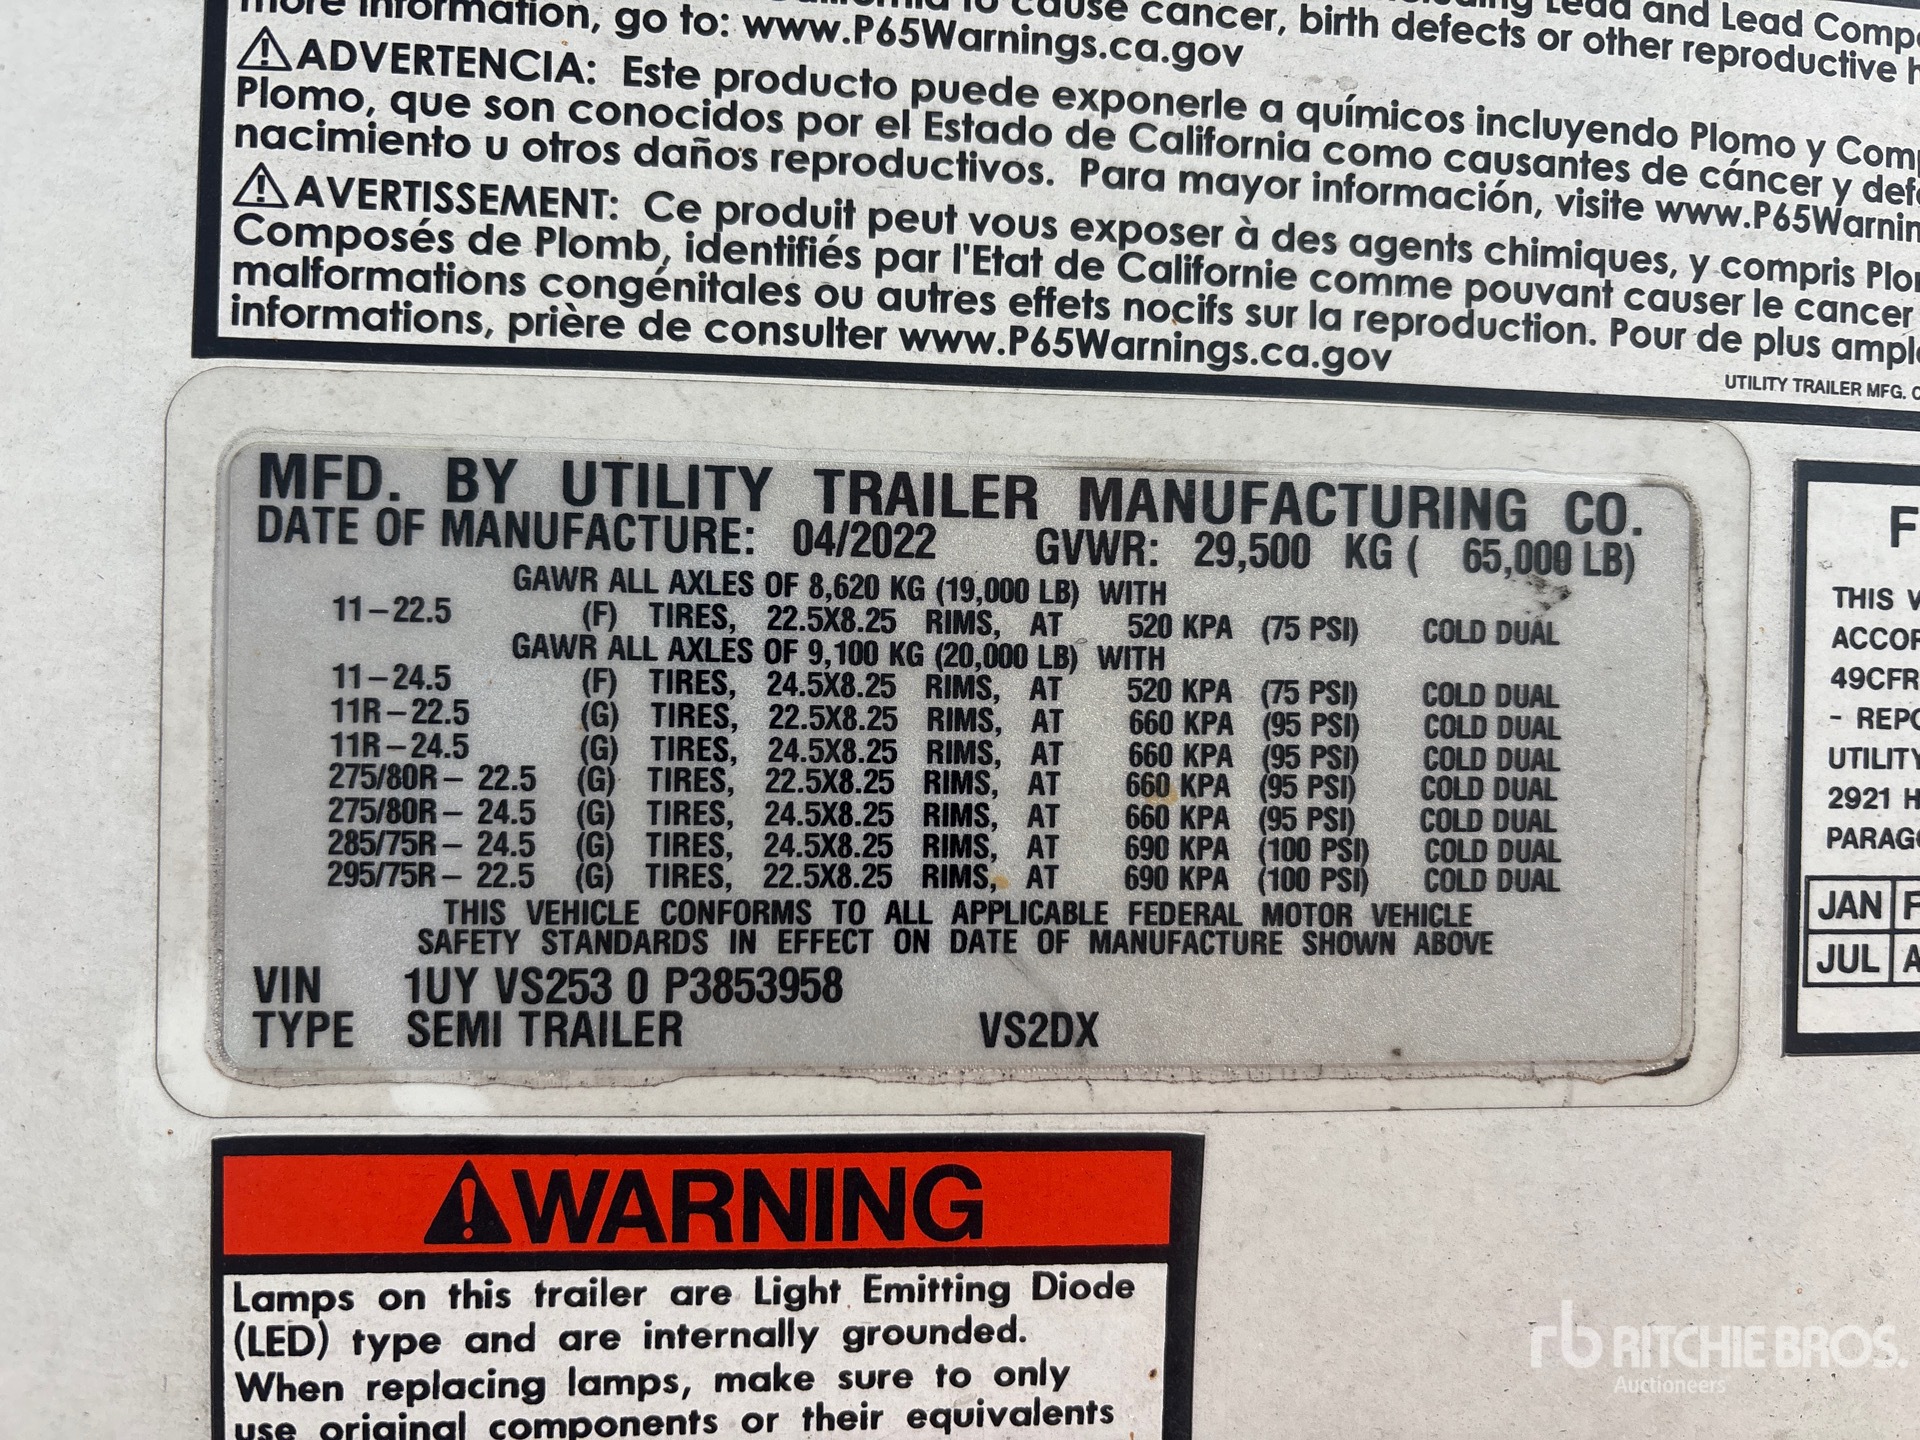 more information, go to: www.P65Warnings.ca.gov
to cause cancer, birth defects or other reproductive
Lead and Lead
⚠ADVERTENCIA: Este producto puede exponerle a químicos incluyendo Plomo y
Plomo, que son conocidos por el Estado de California como causantes de cáncer y
nacimiento u otros daños reproductivos. Para mayor información, visite
⚠AVERTISSEMENT: Ce produit peut vous exposer à des agents chimiques, y compris
Composés de Plomb, identifiés par l'Etat de Californie comme pouvant causer le cancer
malformations congénitales ou autres effets nocifs sur la reproduction. Pour de plus
informations, prière de consulter www.P65Warnings.ca.gov
UTILITY TRAILER MFG.
MFD. BY UTILITY TRAILER MANUFACTURING CO.
DATE OF MANUFACTURE: 04/2022 GVWR: 29,500 KG ( 65,000 LB)
GAWR ALL AXLES OF 8,620 KG (19,000 LB) WITH
11-22.5 (F) TIRES, 22.5X8.25 RIMS, AT 520 KPA (75 PSI) COLD DUAL
GAWR ALL AXLES OF 9,100 KG (20,000 LB) WITH
11-24.5 (F) TIRES, 24.5X8.25 RIMS, AT 520 KPA (75 PSI) COLD DUAL
11R-22.5 (G) TIRES, 22.5X8.25 RIMS, AT 660 KPA (95 PSI) COLD DUAL
11R-24.5 (G) TIRES, 24.5X8.25 RIMS, AT 660 KPA (95 PSI) COLD DUAL
275/80R- 22.5 (G) TIRES, 22.5X8.25 RIMS, AT 660 KPA (95 PSI) COLD DUAL
275/80R- 24.5 (G) TIRES, 24.5X8.25 RIMS, AT 660 KPA (95 PSI) COLD DUAL
285/75R- 24.5 (G) TIRES, 24.5X8.25 RIMS, AT 690 KPA (100 PSI) COLD DUAL
295/75R- 22.5 (G) TIRES, 22.5X8.25 RIMS, AT 690 KPA (100 PSI) COLD DUAL
THIS VEHICLE CONFORMS TO ALL APPLICABLE FEDERAL MOTOR VEHICLE
SAFETY STANDARDS IN EFFECT ON DATE OF MANUFACTURE SHOWN ABOVE
VIN 1UY VS253 0 P3853958
TYPE SEMI TRAILER VS2DX
THIS
49CFR
UTILITY
2921
JAN
JUL
⚠WARNING
Lamps on this trailer are Light Emitting Diode
(LED) type and are internally grounded.
When replacing lamps, make sure to only
use original components or their equivalents
rb RITCHIE BROS.
Auctioneers